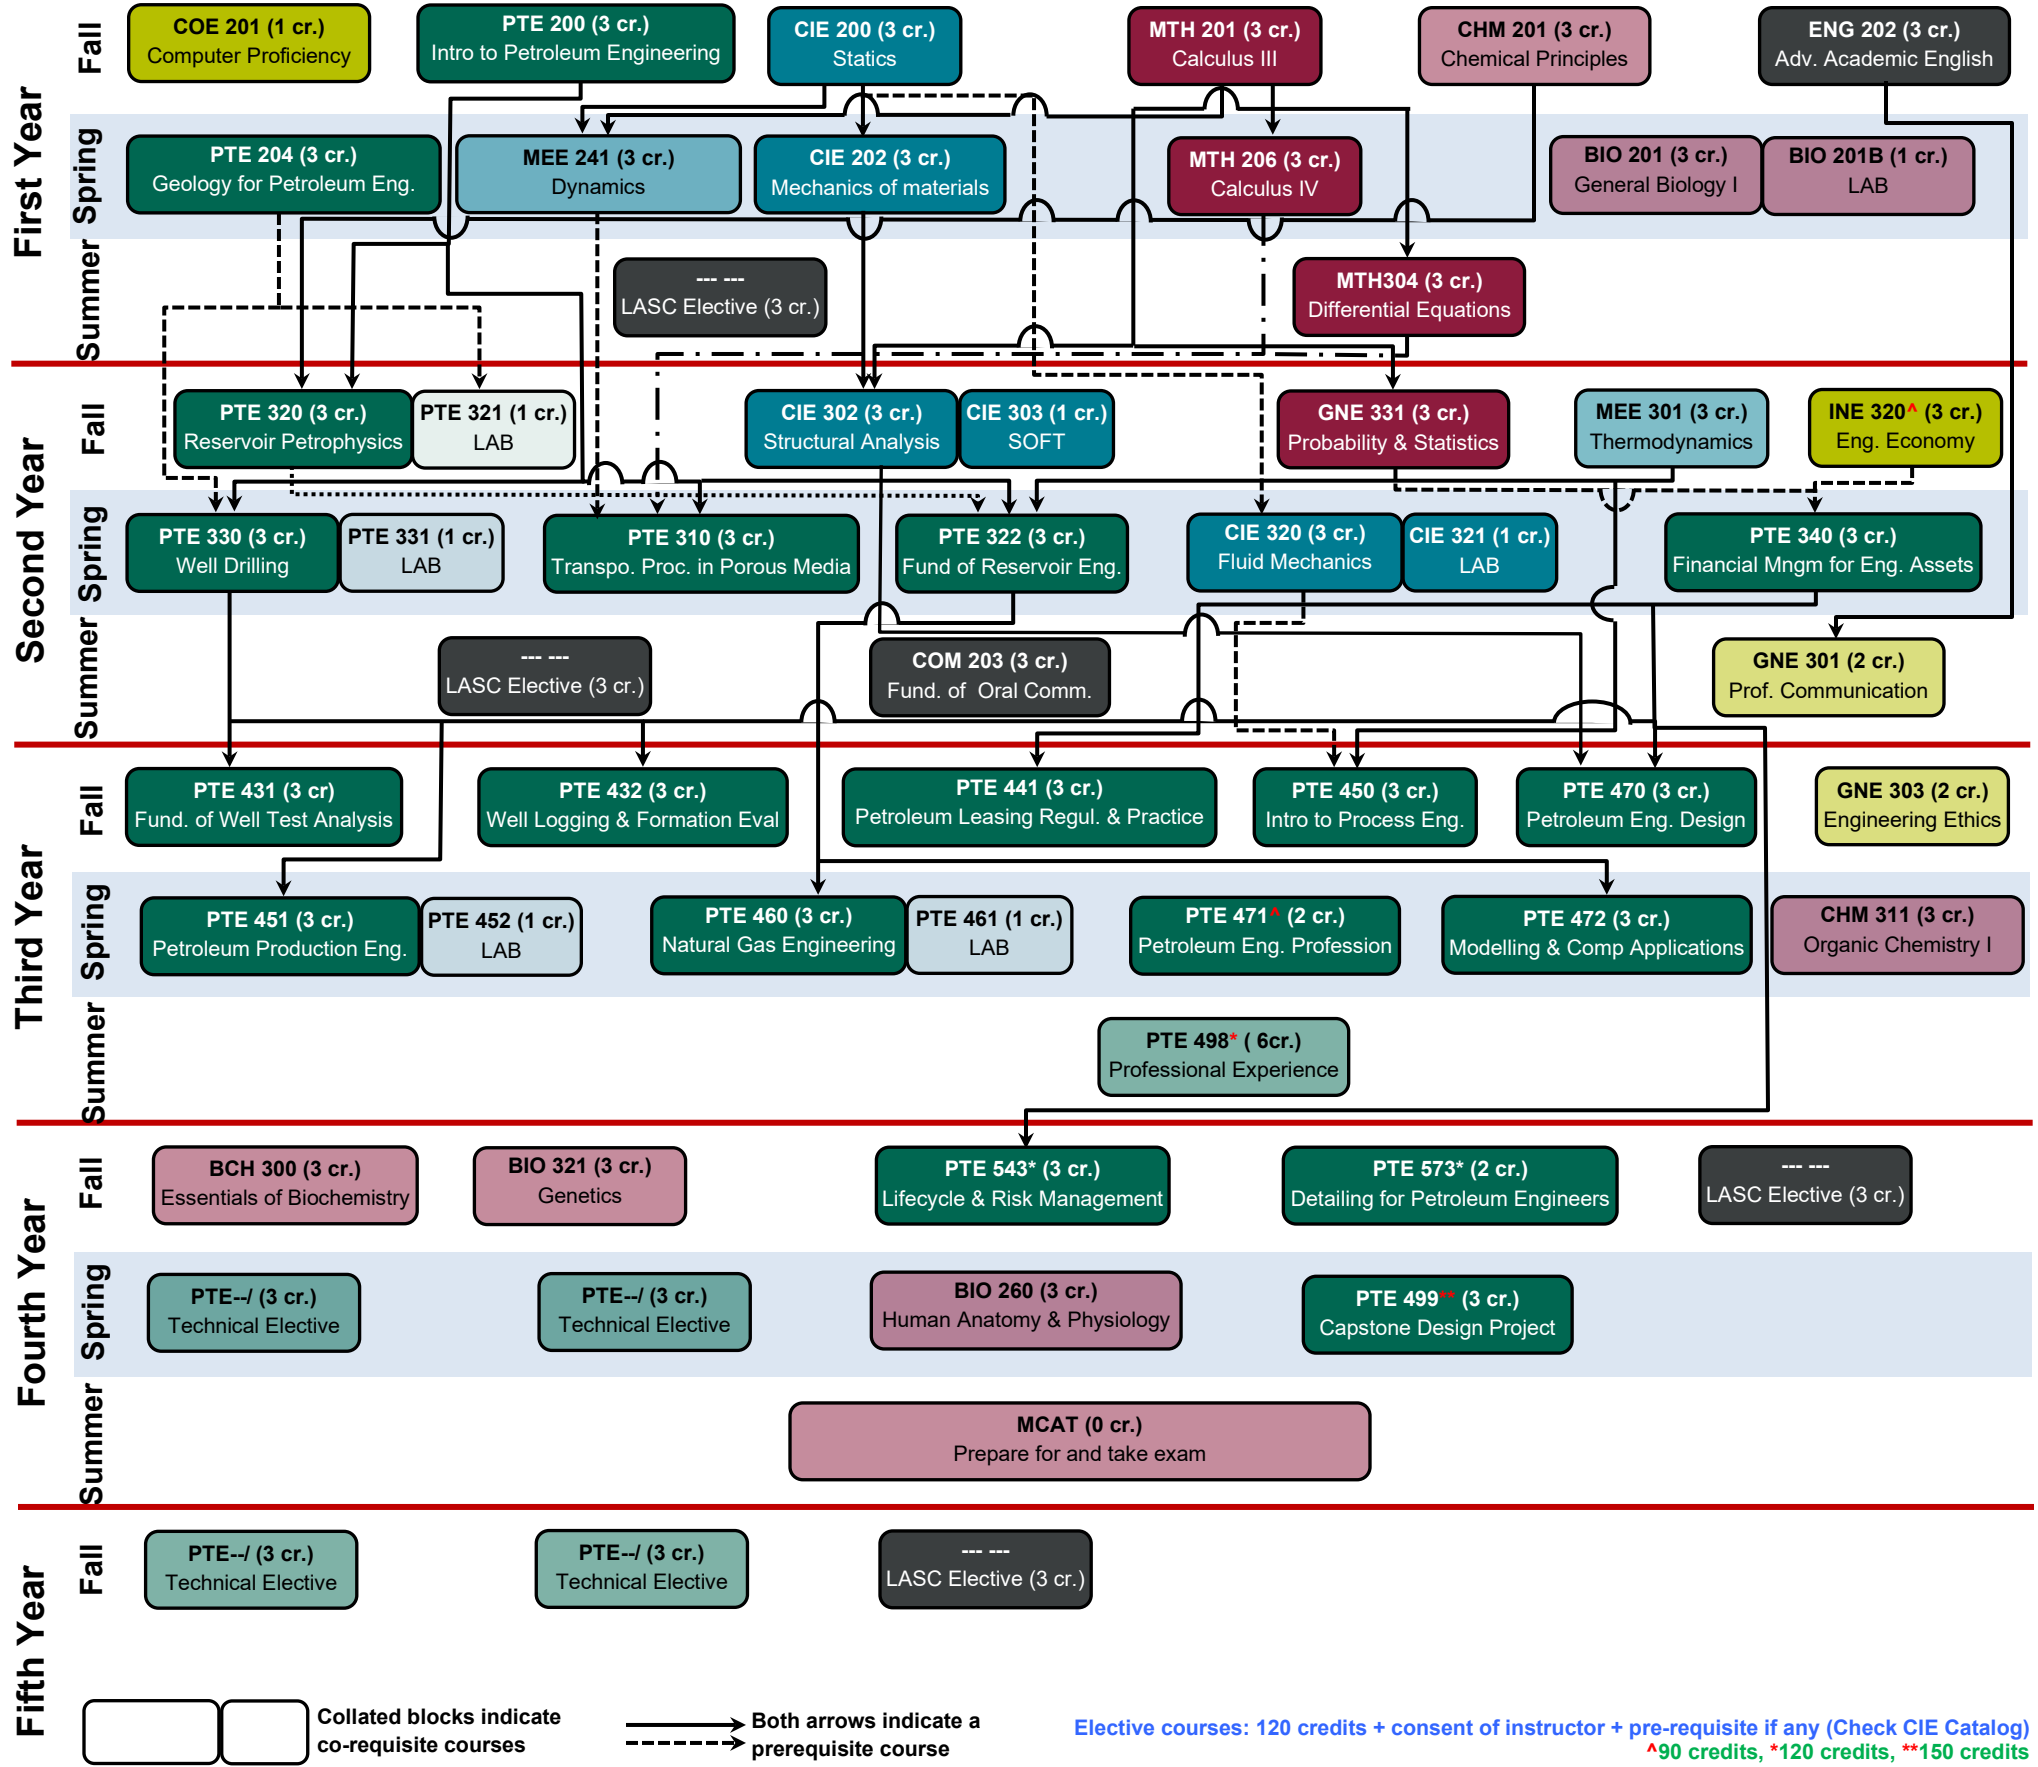 First Year
Fall
COE 201 (1 cr.)
Computer Proficiency
PTE 200 (3 cr.)
Intro to Petroleum Engineering
CIE 200 (3 cr.)
Statics
MTH 201 (3 cr.)
Calculus III
CHM 201 (3 cr.)
Chemical Principles
ENG 202 (3 cr.)
Adv. Academic English
Spring
PTE 204 (3 cr.)
Geology for Petroleum Eng.
MEE 241 (3 cr.)
Dynamics
CIE 202 (3 cr.)
Mechanics of materials
MTH 206 (3 cr.)
Calculus IV
BIO 201 (3 cr.)
General Biology I
BIO 201B (1 cr.)
LAB
Summer
--- ---
LASC Elective (3 cr.)
MTH304 (3 cr.)
Differential Equations
Second Year
Fall
PTE 320 (3 cr.)
Reservoir Petrophysics
PTE 321 (1 cr.)
LAB
CIE 302 (3 cr.)
Structural Analysis
CIE 303 (1 cr.)
SOFT
GNE 331 (3 cr.)
Probability & Statistics
MEE 301 (3 cr.)
Thermodynamics
INE 320^ (3 cr.)
Eng. Economy
Spring
PTE 330 (3 cr.)
Well Drilling
PTE 331 (1 cr.)
LAB
PTE 310 (3 cr.)
Transpo. Proc. in Porous Media
PTE 322 (3 cr.)
Fund of Reservoir Eng.
CIE 320 (3 cr.)
Fluid Mechanics
CIE 321 (1 cr.)
LAB
PTE 340 (3 cr.)
Financial Mngm for Eng. Assets
Summer
--- ---
LASC Elective (3 cr.)
COM 203 (3 cr.)
Fund. of Oral Comm.
GNE 301 (2 cr.)
Prof. Communication
Third Year
Fall
PTE 431 (3 cr)
Fund. of Well Test Analysis
PTE 432 (3 cr.)
Well Logging & Formation Eval
PTE 441 (3 cr.)
Petroleum Leasing Regul. & Practice
PTE 450 (3 cr.)
Intro to Process Eng.
PTE 470 (3 cr.)
Petroleum Eng. Design
GNE 303 (2 cr.)
Engineering Ethics
Spring
PTE 451 (3 cr.)
Petroleum Production Eng.
PTE 452 (1 cr.)
LAB
PTE 460 (3 cr.)
Natural Gas Engineering
PTE 461 (1 cr.)
LAB
PTE 471^ (2 cr.)
Petroleum Eng. Profession
PTE 472 (3 cr.)
Modelling & Comp Applications
CHM 311 (3 cr.)
Organic Chemistry I
Summer
PTE 498* ( 6cr.)
Professional Experience
Fourth Year
Fall
BCH 300 (3 cr.)
Essentials of Biochemistry
BIO 321 (3 cr.)
Genetics
PTE 543* (3 cr.)
Lifecycle & Risk Management
PTE 573* (2 cr.)
Detailing for Petroleum Engineers
--- ---
LASC Elective (3 cr.)
Spring
PTE--/ (3 cr.)
Technical Elective
PTE--/ (3 cr.)
Technical Elective
BIO 260 (3 cr.)
Human Anatomy & Physiology
PTE 499** (3 cr.)
Capstone Design Project
Summer
MCAT (0 cr.)
Prepare for and take exam
Fifth Year
Fall
PTE--/ (3 cr.)
Technical Elective
PTE--/ (3 cr.)
Technical Elective
--- ---
LASC Elective (3 cr.)
Collated blocks indicate
co-requisite courses
Both arrows indicate a
prerequisite course
Elective courses: 120 credits + consent of instructor + pre-requisite if any (Check CIE Catalog)
^90 credits, *120 credits, **150 credits